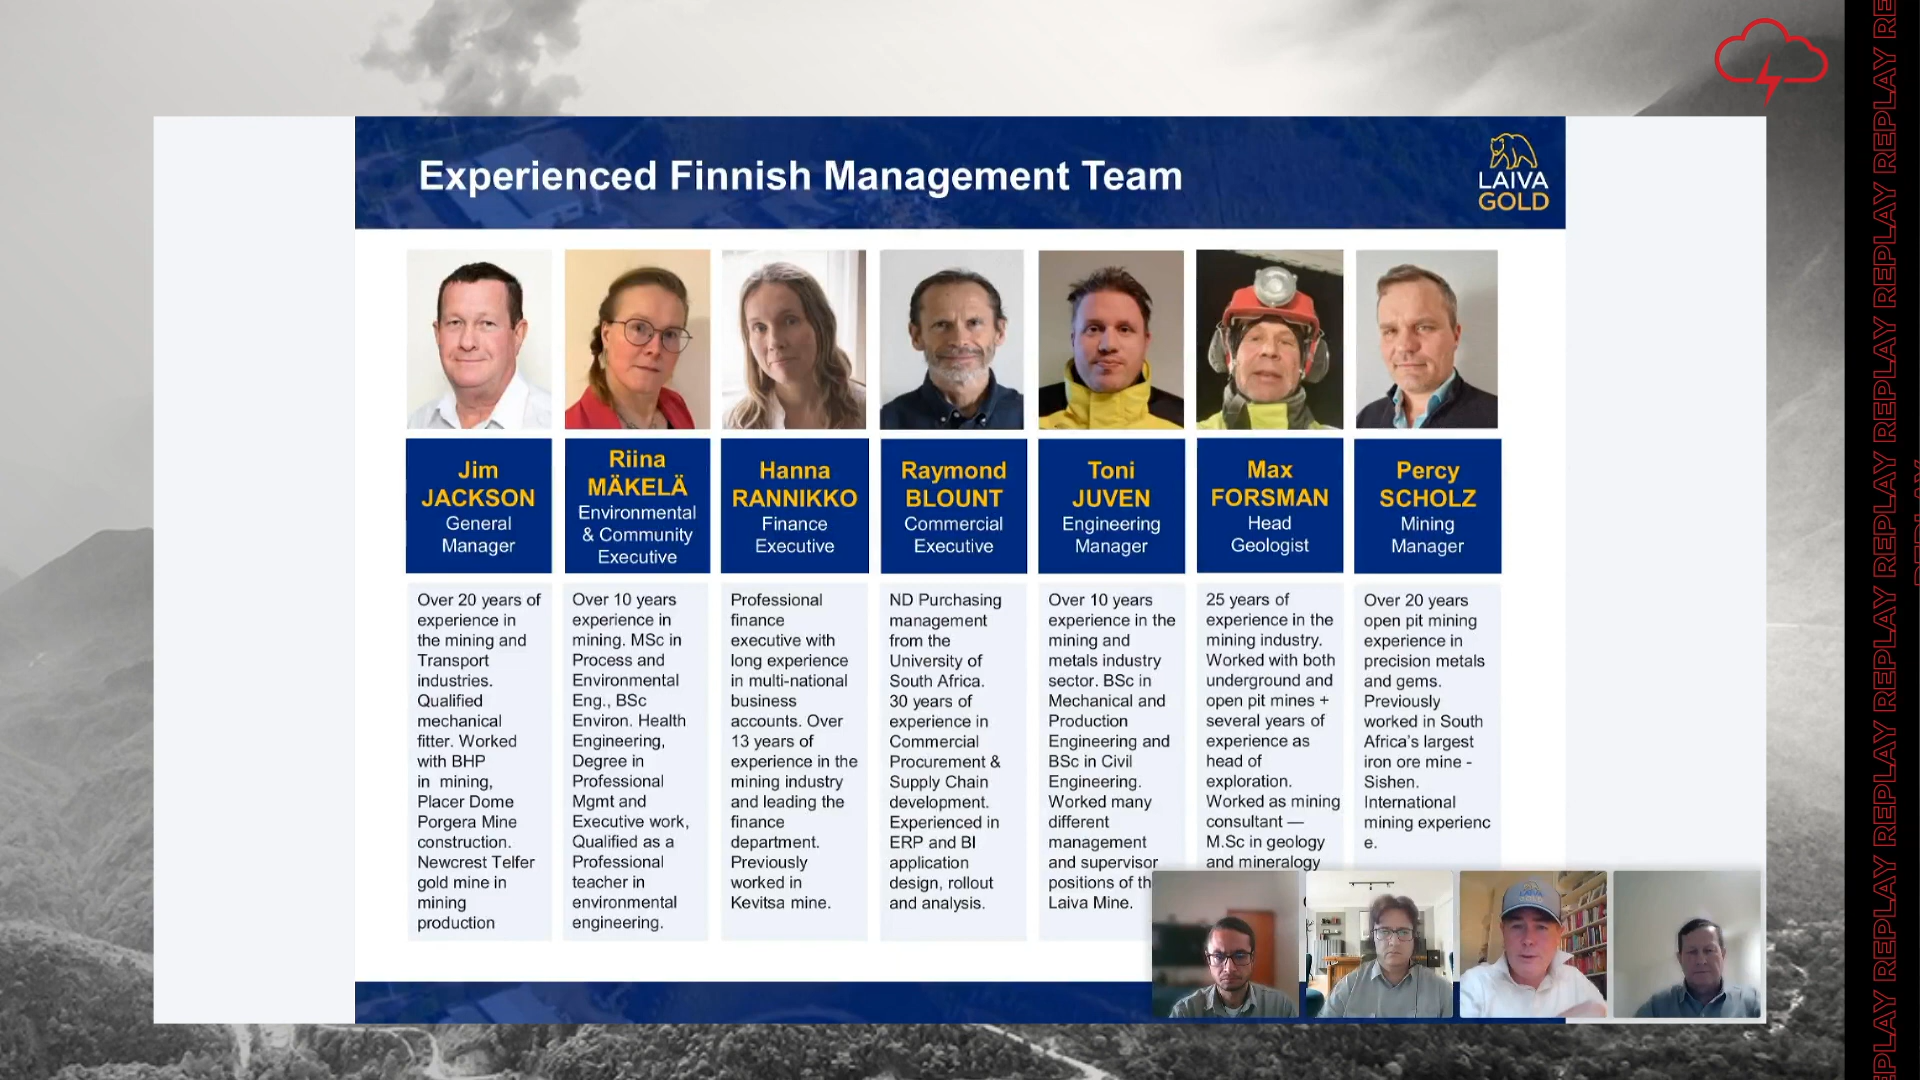 Experienced Finnish Management Team
LAIVA
GOLD
Jim
JACKSON
General
Manager
Over 20 years of
experience in
the mining and
Transport
industries.
Qualified
mechanical
fitter. Worked
with BHP
in mining,
Placer Dome
Porgera Mine
construction.
Newcrest Telfer
gold mine in
mining
production
Riina
MÄKELÄ
Environmental
& Community
Executive
Over 10 years
experience in
mining. MSc in
Process and
Environmental
Eng., BSc
Environ. Health
Engineering,
Degree in
Professional
Mgmt and
Executive work,
Qualified as a
Professional
teacher in
environmental
engineering.
Hanna
RANNIKKO
Finance
Executive
Professional
finance
executive with
long experience
in multi-national
business
accounts. Over
13 years of
experience in the
mining industry
and leading the
finance
department.
Previously
worked in
Kevitsa mine.
Raymond
BLOUNT
Commercial
Executive
ND Purchasing
management
from the
University of
South Africa.
30 years of
experience in
Commercial
Procurement &
Supply Chain
development.
Experienced in
ERP and BI
application
design, rollout
and analysis.
Toni
JUVEN
Engineering
Manager
Over 10 years
experience in the
mining and
metals industry
sector. BSc in
Mechanical and
Production
Engineering and
BSc in Civil
Engineering.
Worked many
different
management
and supervisor
positions of th
Laiva Mine.
Max
FORSMAN
Head
Geologist
25 years of
experience in the
mining industry.
Worked with both
underground and
open pit mines +
several years of
experience as
head of
exploration.
Worked as mining
consultant —
M.Sc in geology
and mineralogy
Percy
SCHOLZ
Mining
Manager
Over 20 years
open pit mining
experience in
precision metals
and gems.
Previously
worked in South
Africa's largest
iron ore mine -
Sishen.
International
mining experienc
e.
REPLAY REPLAY REPLAY REPLAY REPLAY REPLAY REPLAY REPLAY